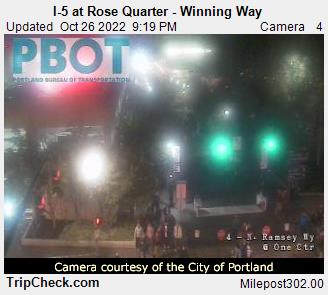 I-5 at Rose Quarter - Winning Way
Updated Oct 26 2022 9:19 PM Camera 4
PBOT
PORTLAND BUREAU OF TRANSPORTATION
4 - N. Ramsey Wy
@ One Ctr
Camera courtesy of the City of Portland
TripCheck.com Milepost302.00